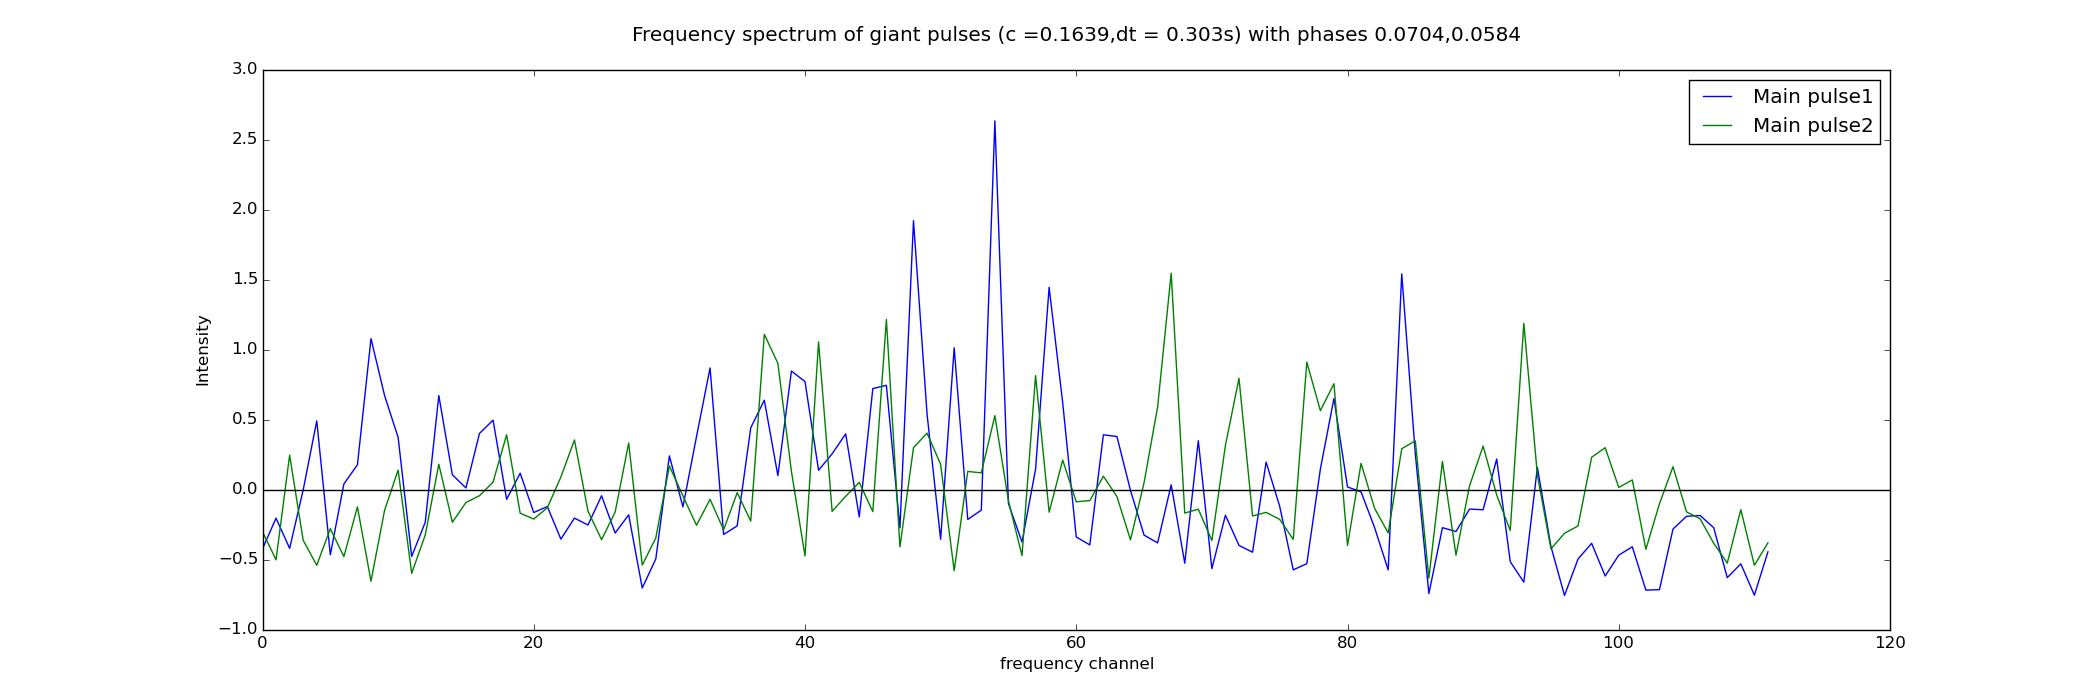 Frequency spectrum of giant pulses (c =0.1639,dt = 0.303s) with phases 0.0704,0.0584
3.0
2.5
2.0
1.5
1.0
0.5
0.0
−0.5
−1.0
Intensity
Main pulse1
Main pulse2
0 20 40 60 80 100 120
frequency channel